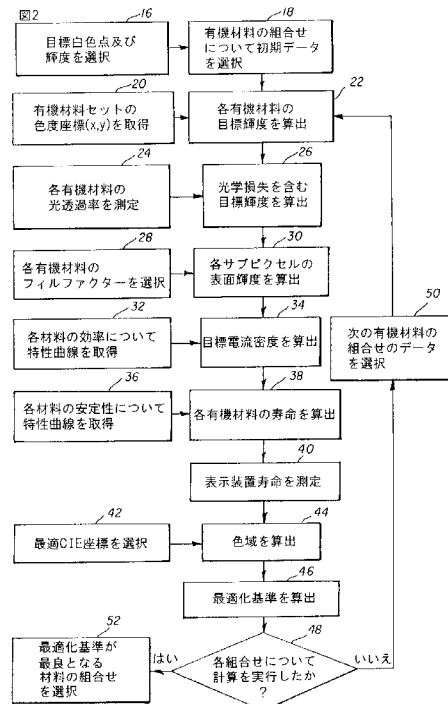 図2
16
目標白色点及び
輝度を選択
18
有機材料の組合せ
について初期データ
を選択
20
有機材料セットの
色度座標(x,y)を取得
22
各有機材料の
目標輝度を算出
24
各有機材料の
光透過率を測定
26
光学損失を含む
目標輝度を算出
28
各有機材料の
フィルファクターを選択
30
各サブピクセルの
表面輝度を算出
32
各材料の効率について
特性曲線を取得
34
目標電流密度を算出
36
各材料の安定性について
特性曲線を取得
38
各有機材料の寿命を算出
40
表示装置寿命を測定
42
最適CIE座標を選択
44
色域を算出
46
最適化基準を算出
48
各組合せについて
計算を実行したか
?
はい
いいえ
50
次の有機材料の
組合せのデータ
を選択
52
最適化基準が
最良となる
材料の組合せ
を選択